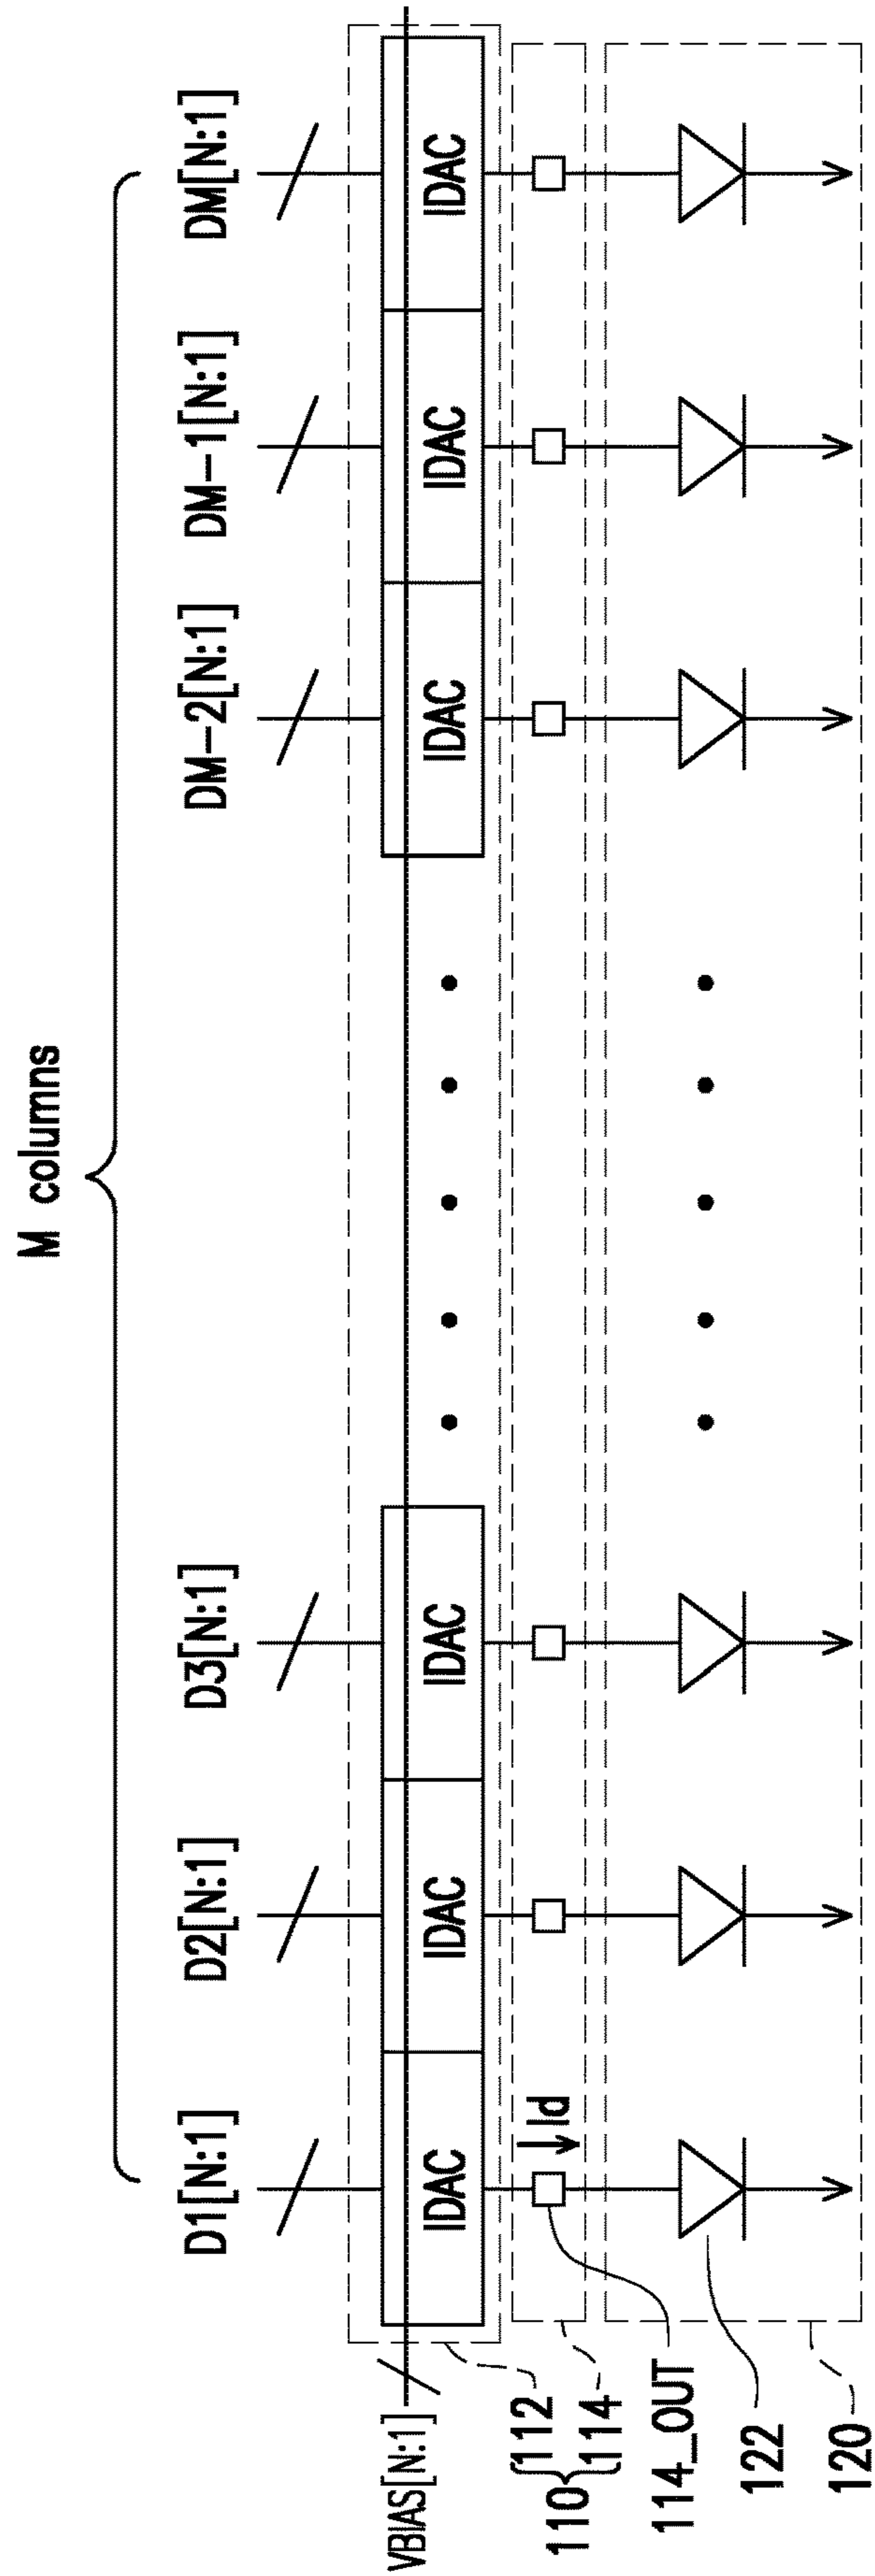 M columns
D1[N:1]
D2[N:1]
D3[N:1]
DM-2[N:1]
DM-1[N:1]
DM[N:1]
VBIAS[N:1]
IDAC
IDAC
IDAC
IDAC
IDAC
IDAC
112
110
114
Id
114_OUT
122
120